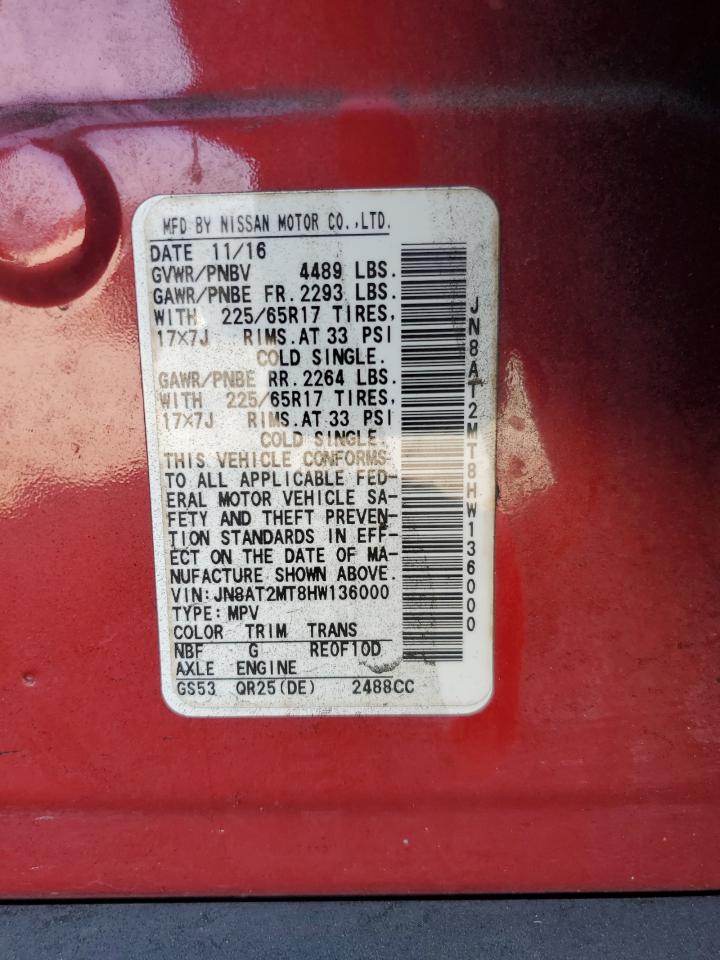 MFD BY NISSAN MOTOR CO.,LTD.
DATE 11/16
GVWR/PNBV 4489 LBS.
GAWR/PNBE FR. 2293 LBS.
WITH 225/65R17 TIRES,
17×7J RIMS.AT 33 PSI
COLD SINGLE.
GAWR/PNBE RR. 2264 LBS.
WITH 225/65R17 TIRES,
17×7J RIMS.AT 33 PSI
COLD SINGLE.
THIS VEHICLE CONFORMS
TO ALL APPLICABLE FED-
ERAL MOTOR VEHICLE SA-
FETY AND THEFT PREVEN-
TION STANDARDS IN EFF-
ECT ON THE DATE OF MA-
NUFACTURE SHOWN ABOVE.
VIN:JN8AT2MT8HW136000
TYPE:MPV
COLOR TRIM TRANS
NBF G RE0F10D
AXLE ENGINE
GS53 QR25(DE) 2488CC
JN8AT2MT8HW136000